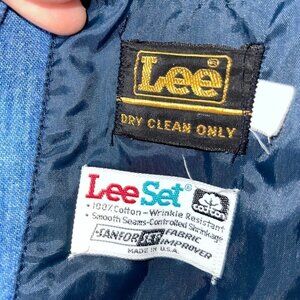 Lee®
DRY CLEAN ONLY
Lee Set®
• 100% Cotton - Wrinkle Resistant
• Smooth Seams - Controlled Shrinkage
SANFOR SET FABRIC IMPROVER
MADE IN U.S.A.
cotton